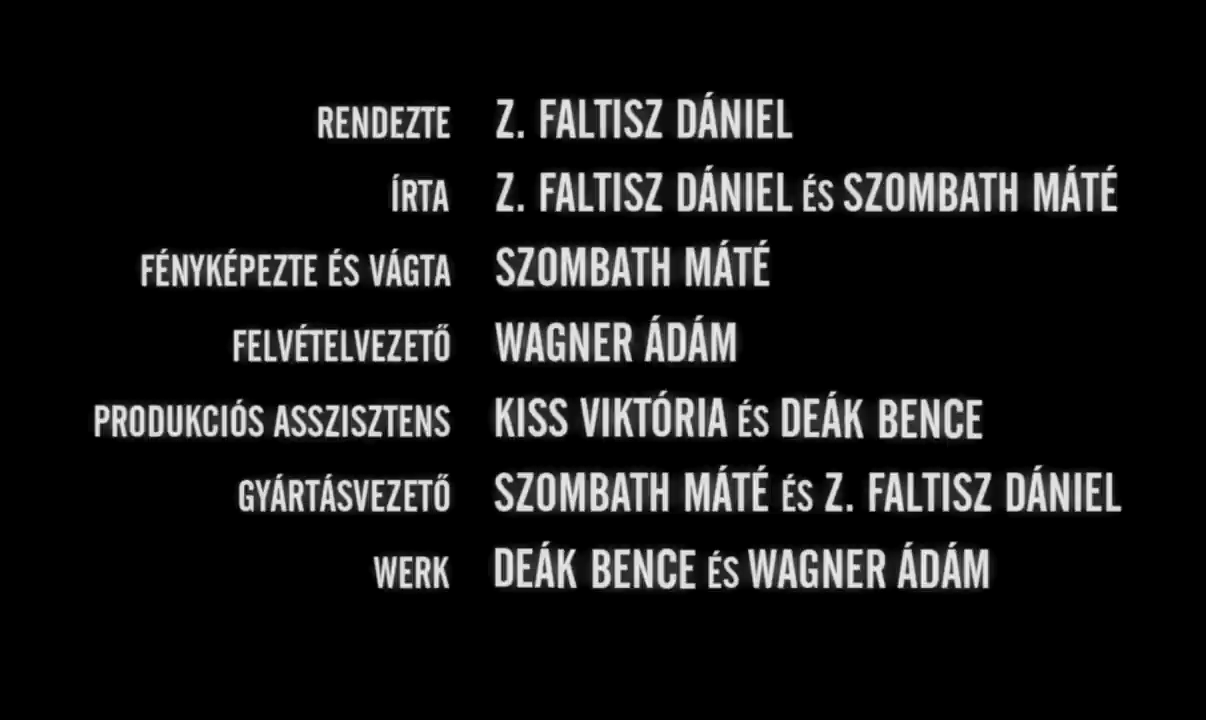 RENDEZTE Z. FALTISZ DÁNIEL
ÍRTA Z. FALTISZ DÁNIEL ÉS SZOMBATH MÁTÉ
FÉNYKÉPEZTE ÉS VÁGTA SZOMBATH MÁTÉ
FELVÉTELVEZETŐ WAGNER ÁDÁM
PRODUKCIÓS ASSZISZTENS KISS VIKTÓRIA ÉS DEÁK BENCE
GYÁRTÁSVEZETŐ SZOMBATH MÁTÉ ÉS Z. FALTISZ DÁNIEL
WERK DEÁK BENCE ÉS WAGNER ÁDÁM